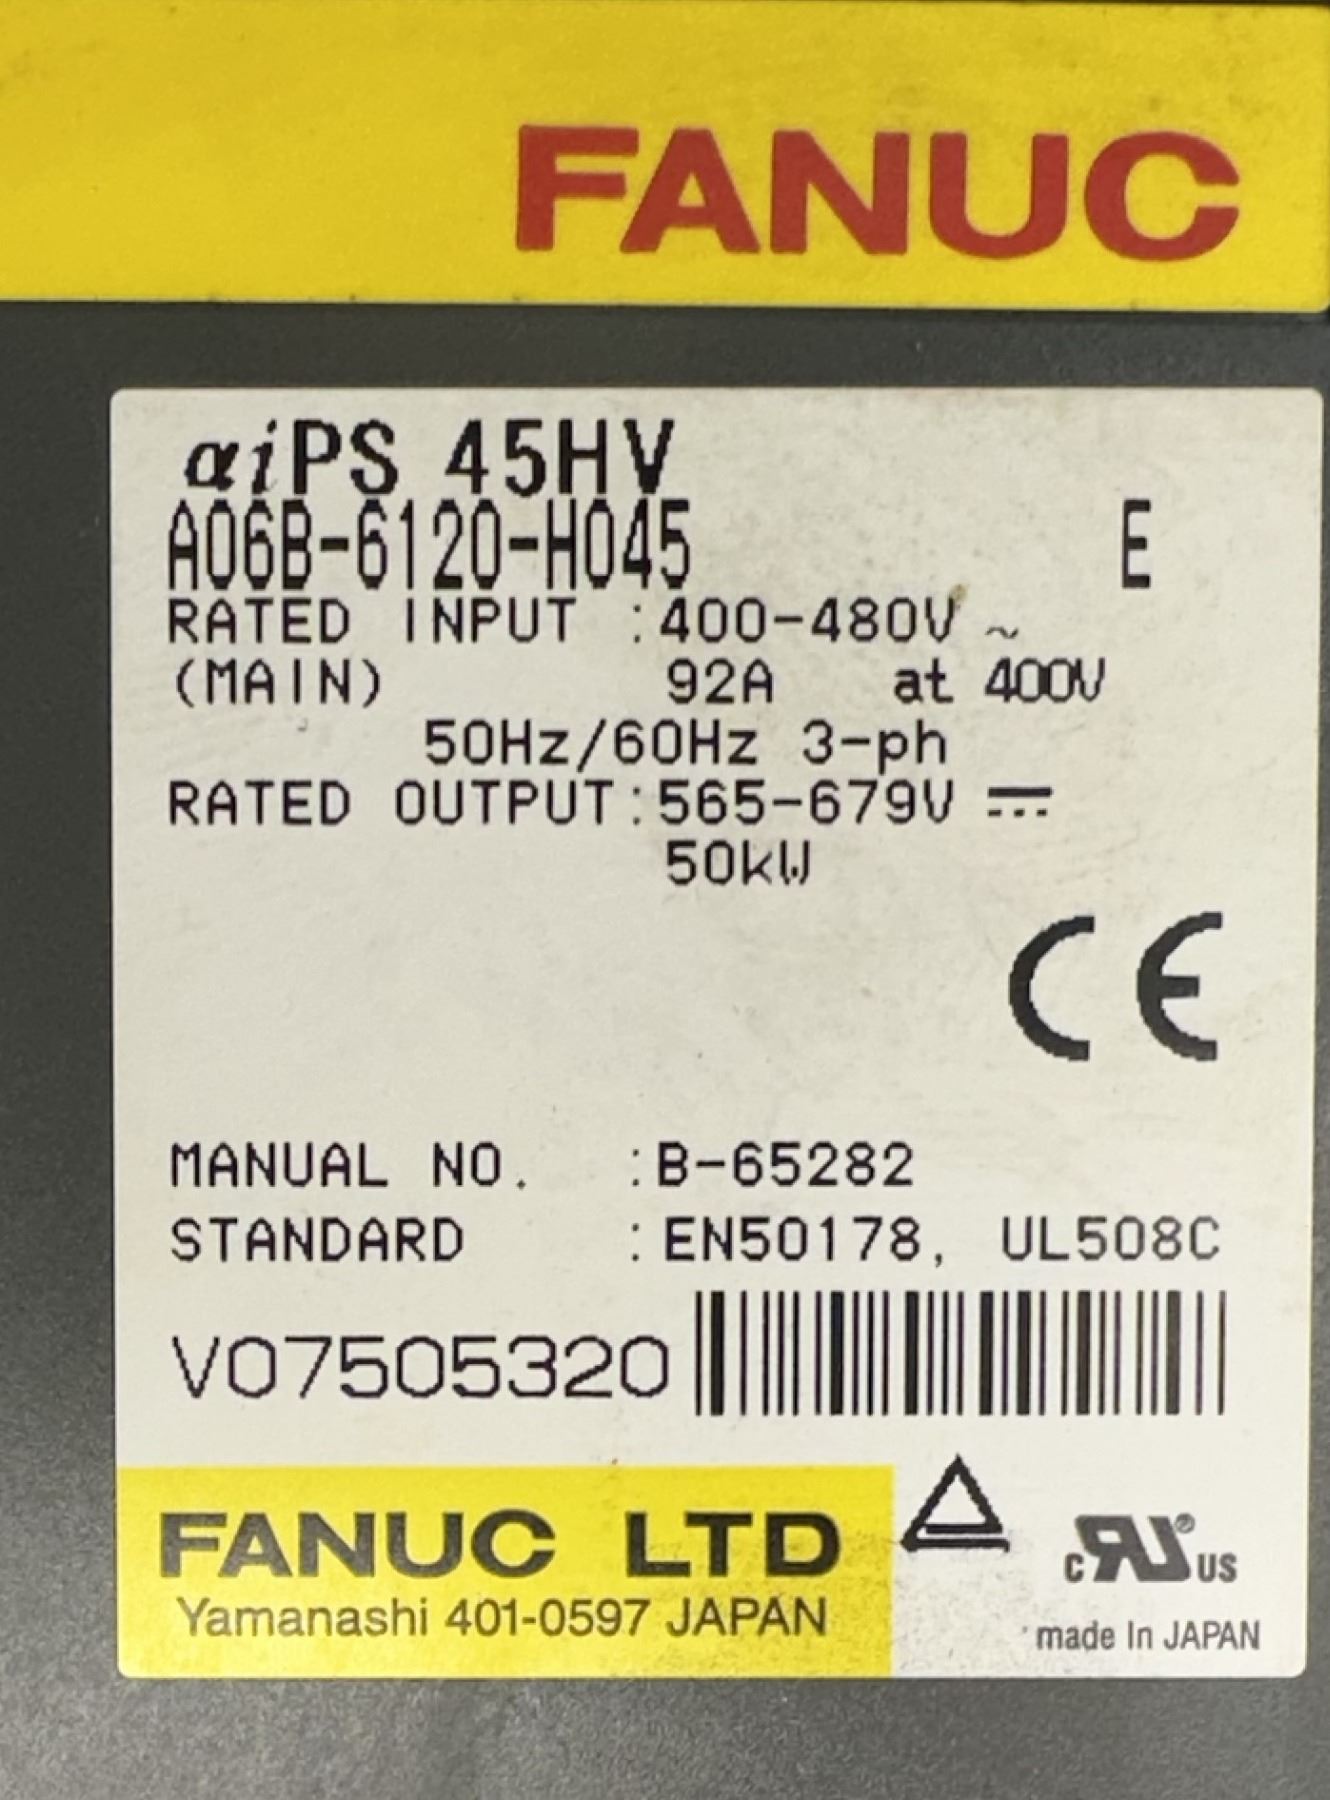 FANUC
αiPS 45HV
A06B-6120-H045 E
RATED INPUT :400-480V ~
(MAIN) 92A at 400V
50Hz/60Hz 3-ph
RATED OUTPUT:565-679V ⎓
50kW
CE
MANUAL NO. :B-65282
STANDARD :EN50178, UL508C
V07505320
FANUC LTD
Yamanashi 401-0597 JAPAN
c RU® US
made In JAPAN